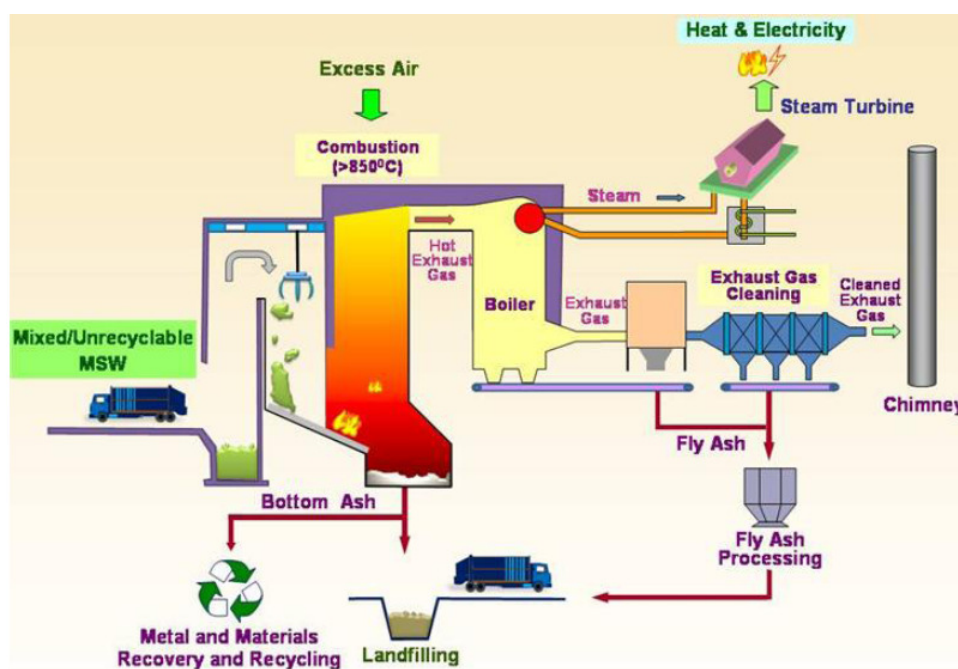 Heat & Electricity
Excess Air
Steam Turbine
Combustion
(>850⁰C)
Steam
Hot
Exhaust
Gas
Boiler
Exhaust
Gas
Exhaust Gas
Cleaning
Cleaned
Exhaust
Gas
Mixed/Unrecyclable
MSW
Chimney
Fly Ash
Bottom Ash
Fly Ash
Processing
Metal and Materials
Recovery and Recycling
Landfilling